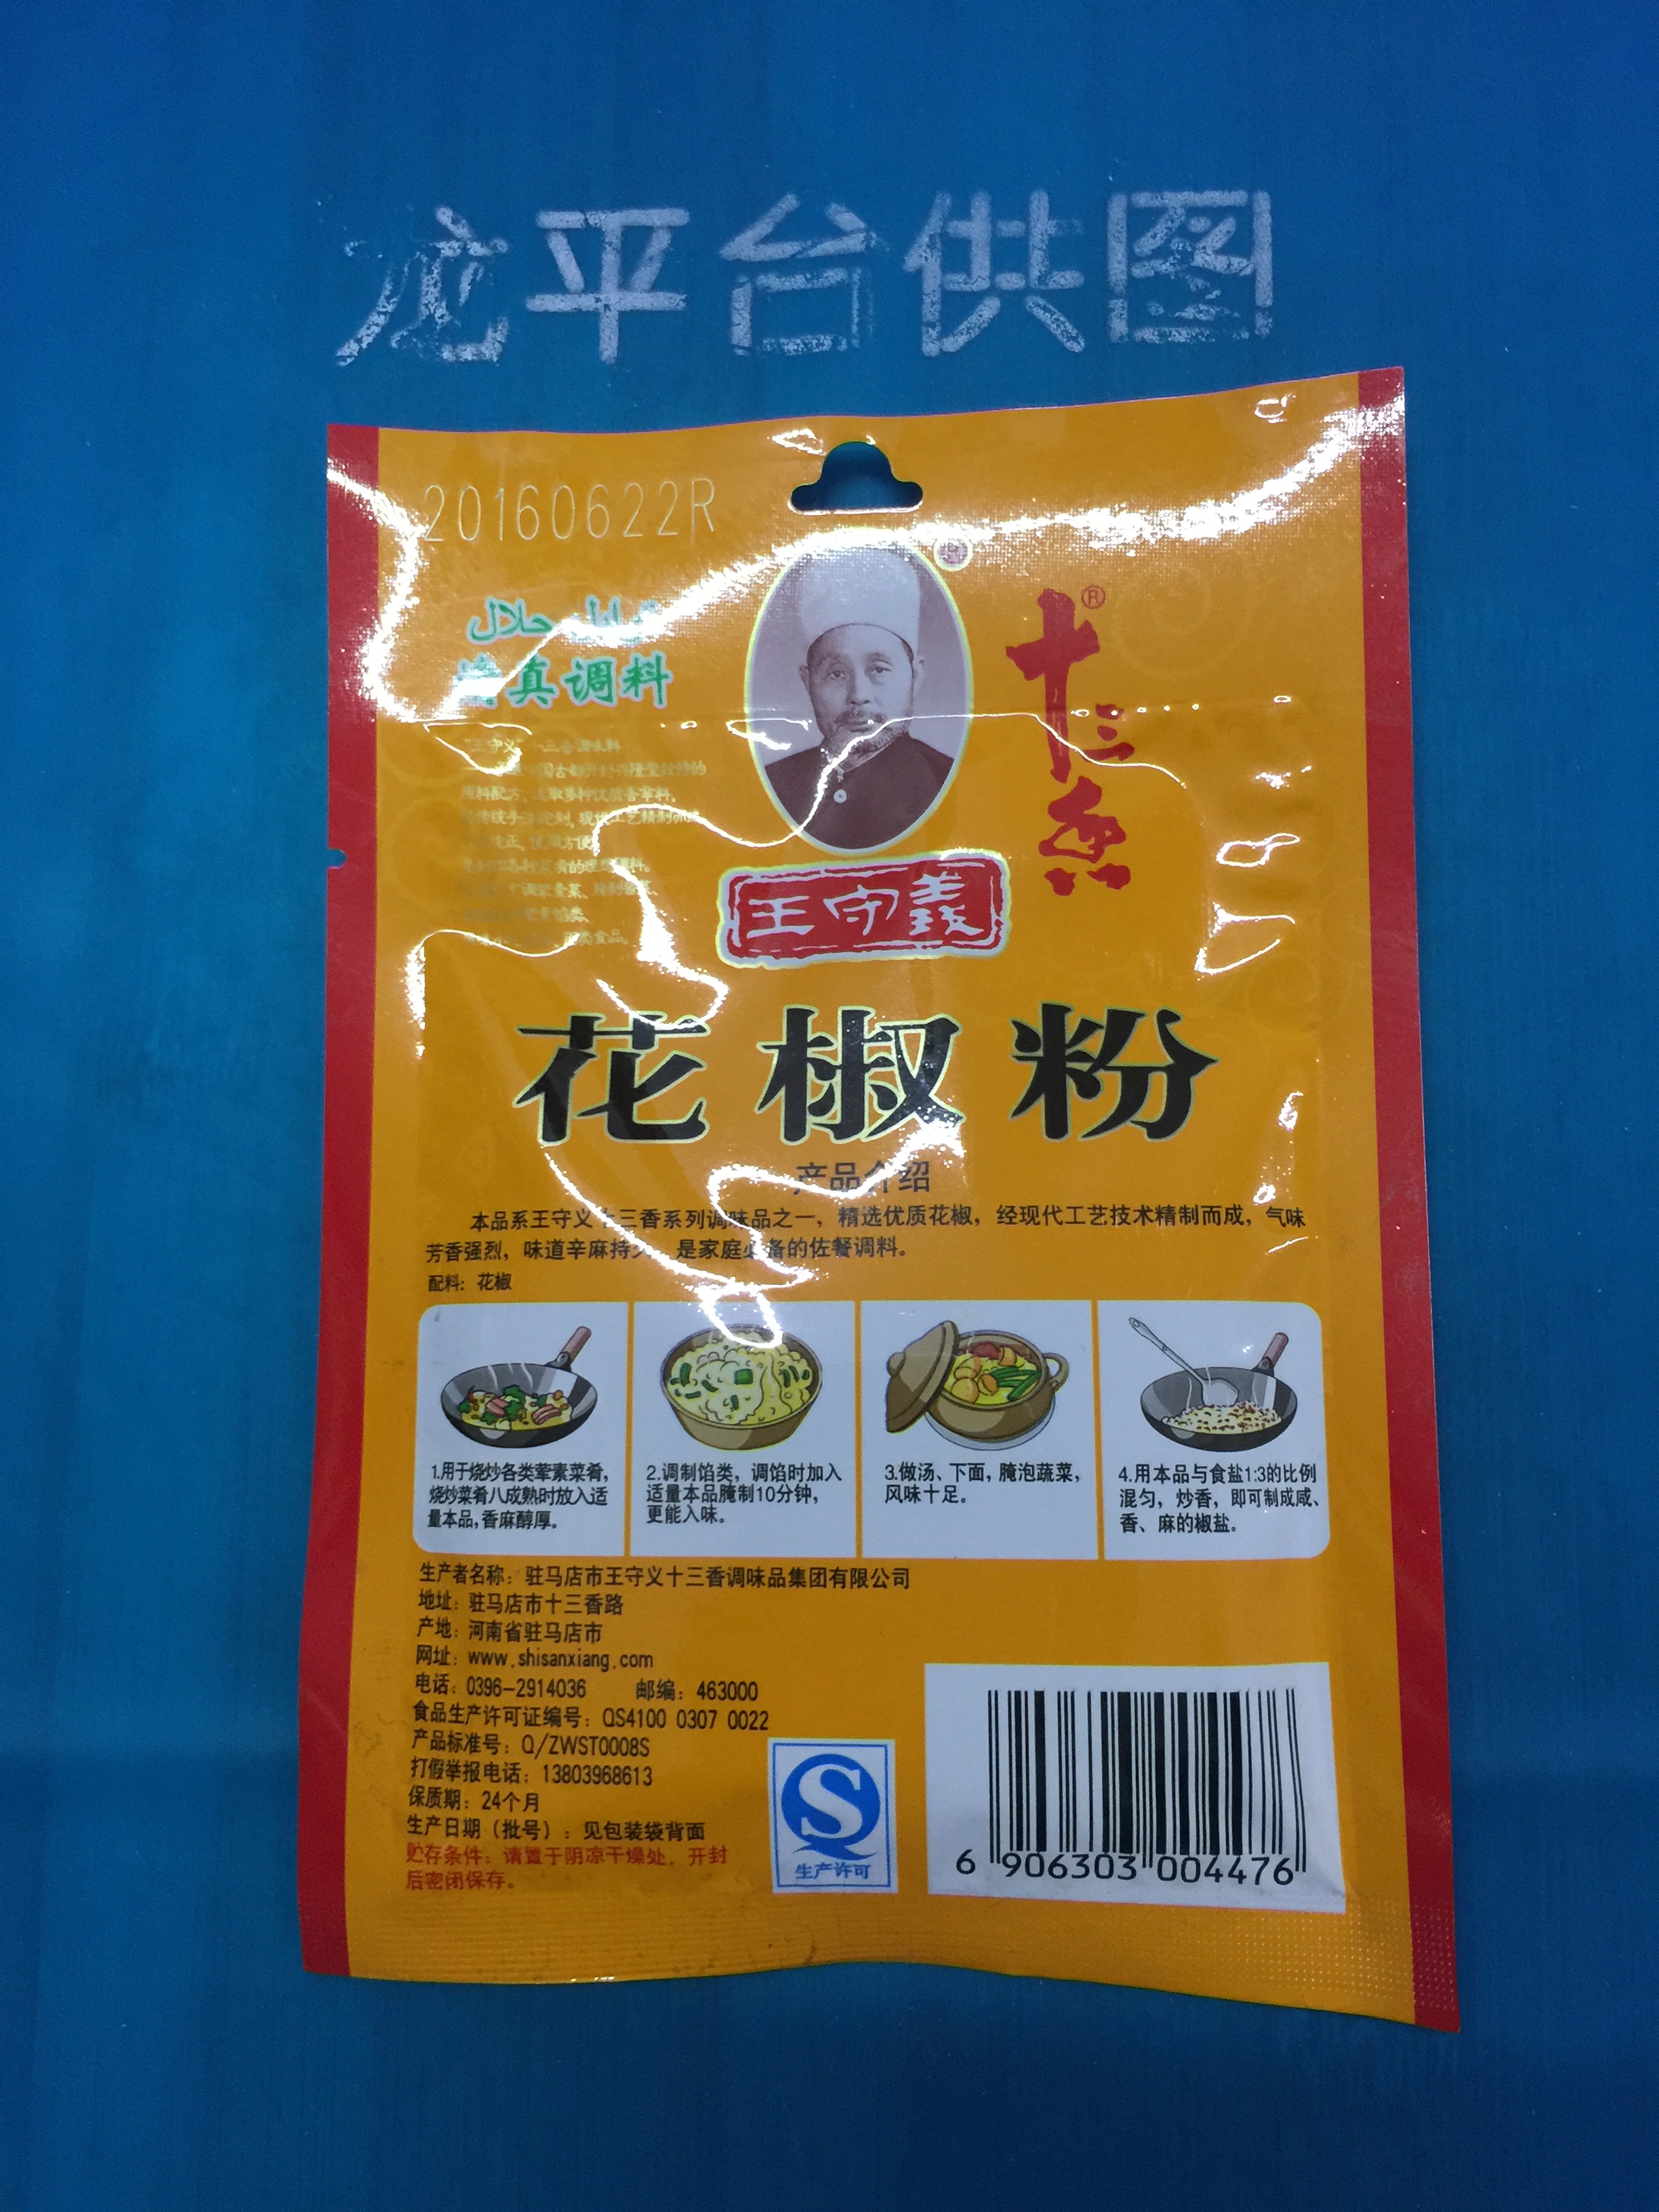 龙平台供图
20160622R
حلال
清真调料
十三香®
王守義
原料配方，选取多种优质香草料，
花椒粉
产品介绍
本品系王守义十三香系列调味品之一，精选优质花椒，经现代工艺技术精制而成，气味
芳香强烈，味道辛麻持久，是家庭必备的佐餐调料。
配料：花椒
1.用于烧炒各类荤素菜肴，
烧炒菜肴八成熟时放入适
量本品，香麻醇厚。
2.调制馅类，调馅时加入
适量本品腌制10分钟，
更能入味。
3.做汤、下面，腌泡蔬菜，
风味十足。
4.用本品与食盐1:3的比例
混匀，炒香，即可制成咸、
香、麻的椒盐。
生产者名称：驻马店市王守义十三香调味品集团有限公司
地址：驻马店市十三香路
产地：河南省驻马店市
网址：www.shisanxiang.com
电话：0396-2914036 邮编：463000
食品生产许可证编号：QS4100 0307 0022
产品标准号：Q/ZWST0008S
打假举报电话：13803968613
保质期：24个月
生产日期（批号）：见包装袋背面
贮存条件：请置于阴凉干燥处，开封
后密闭保存。
生产许可
6 906303 004476